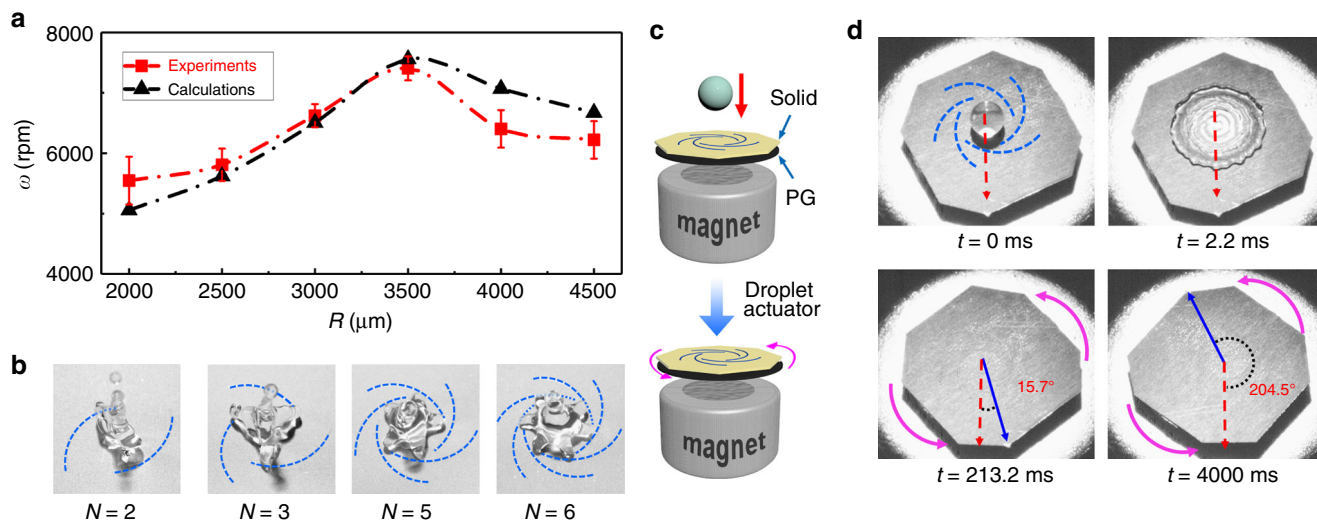 a
8000
6000
4000
ω (rpm)
Experiments
Calculations
2000 2500 3000 3500 4000 4500
R (μm)
b
N = 2 N = 3 N = 5 N = 6
c
Solid
PG
magnet
Droplet
actuator
magnet
d
t = 0 ms t = 2.2 ms
15.7° 204.5°
t = 213.2 ms t = 4000 ms